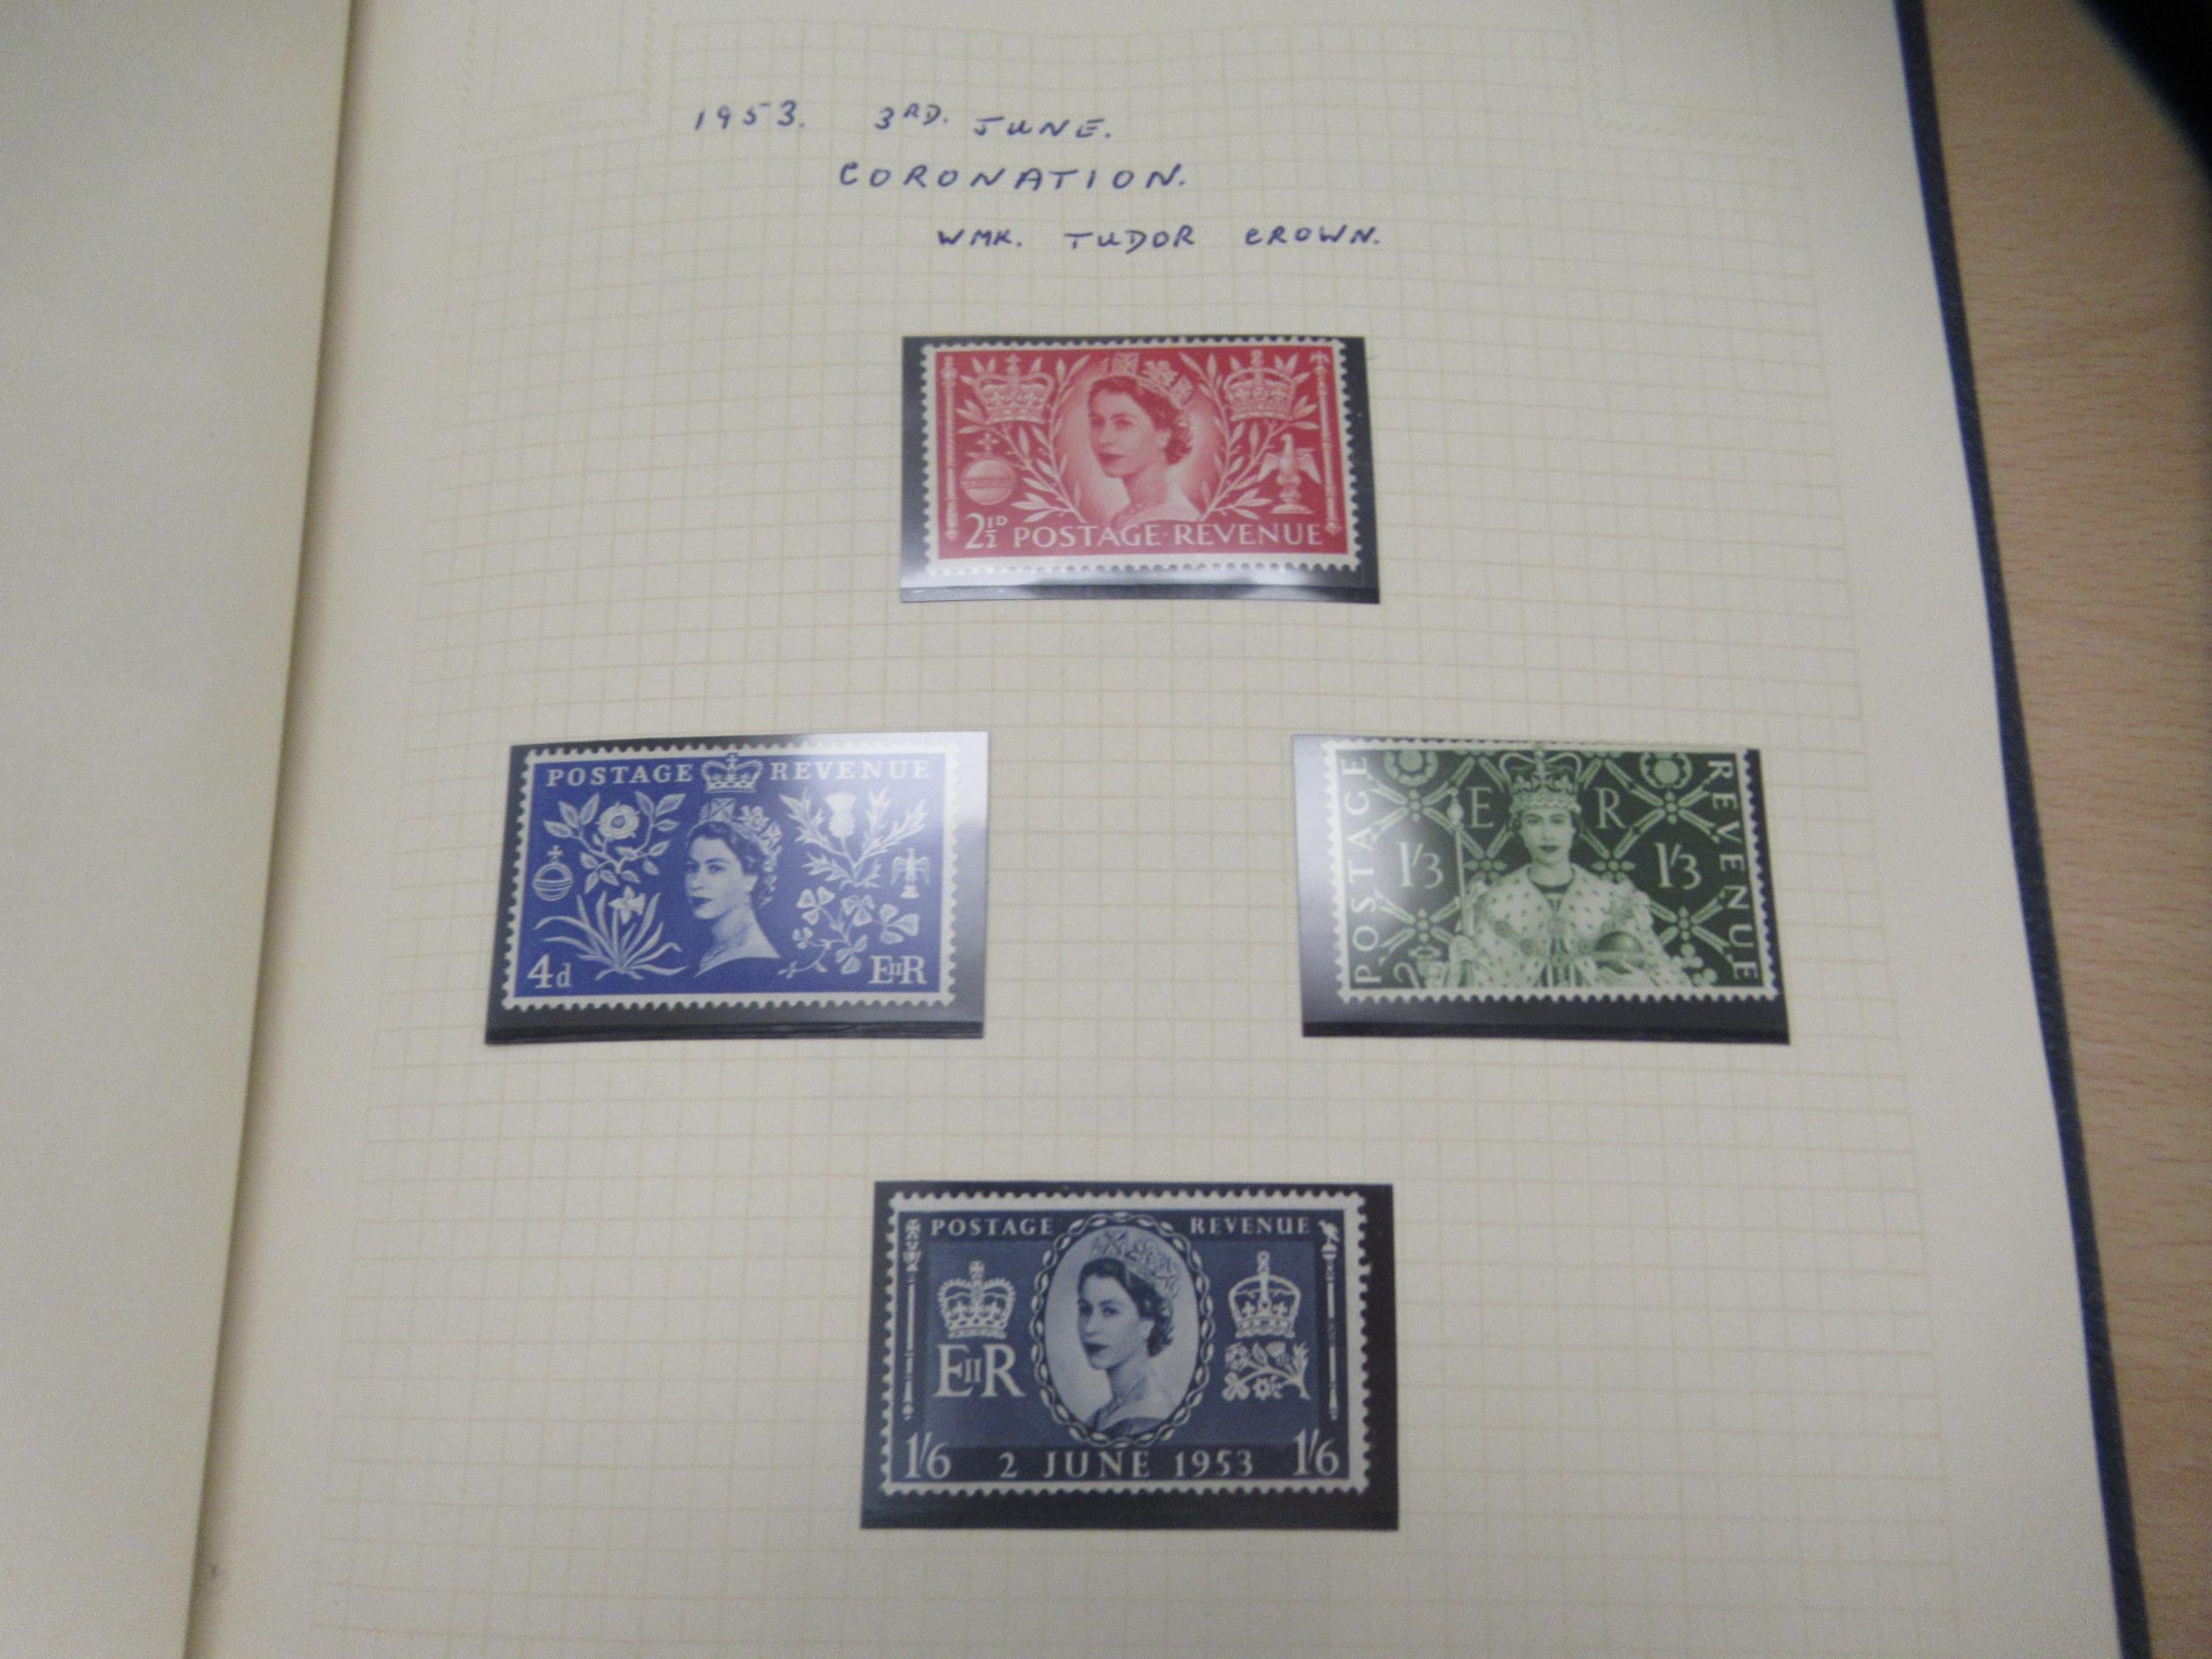 1953. 3RD. JUNE.
CORONATION.
WMK. TUDOR CROWN.
2½D POSTAGE·REVENUE
POSTAGE REVENUE
4d EIIR
POSTAGE
E R
1/3 1/3
REVENUE
POSTAGE REVENUE
EIIR
1/6 2 JUNE 1953 1/6